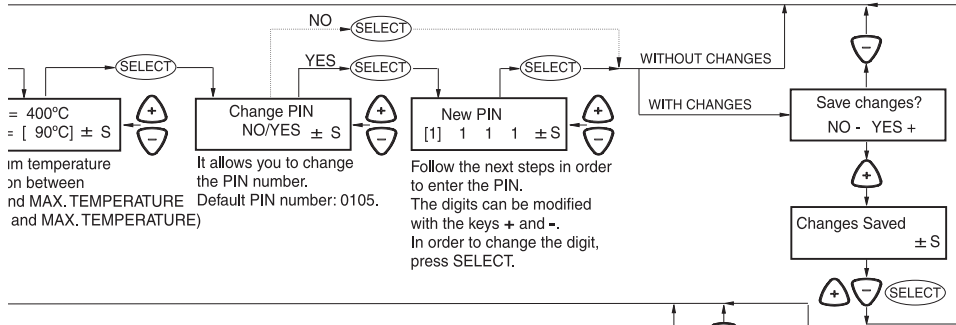 NO SELECT
SELECT YES SELECT SELECT
WITHOUT CHANGES
WITH CHANGES
= 400ºC
= [ 90ºC] ± S
+
-
Change PIN
NO/YES ± S
+
-
New PIN
[1] 1 1 1 ± S
+
-
-
Save changes?
NO - YES +
+
Changes Saved
± S
+ - SELECT
temperature
between
MAX. TEMPERATURE
and MAX. TEMPERATURE)
It allows you to change
the PIN number.
Default PIN number: 0105.
Follow the next steps in order
to enter the PIN.
The digits can be modified
with the keys + and -.
In order to change the digit,
press SELECT.